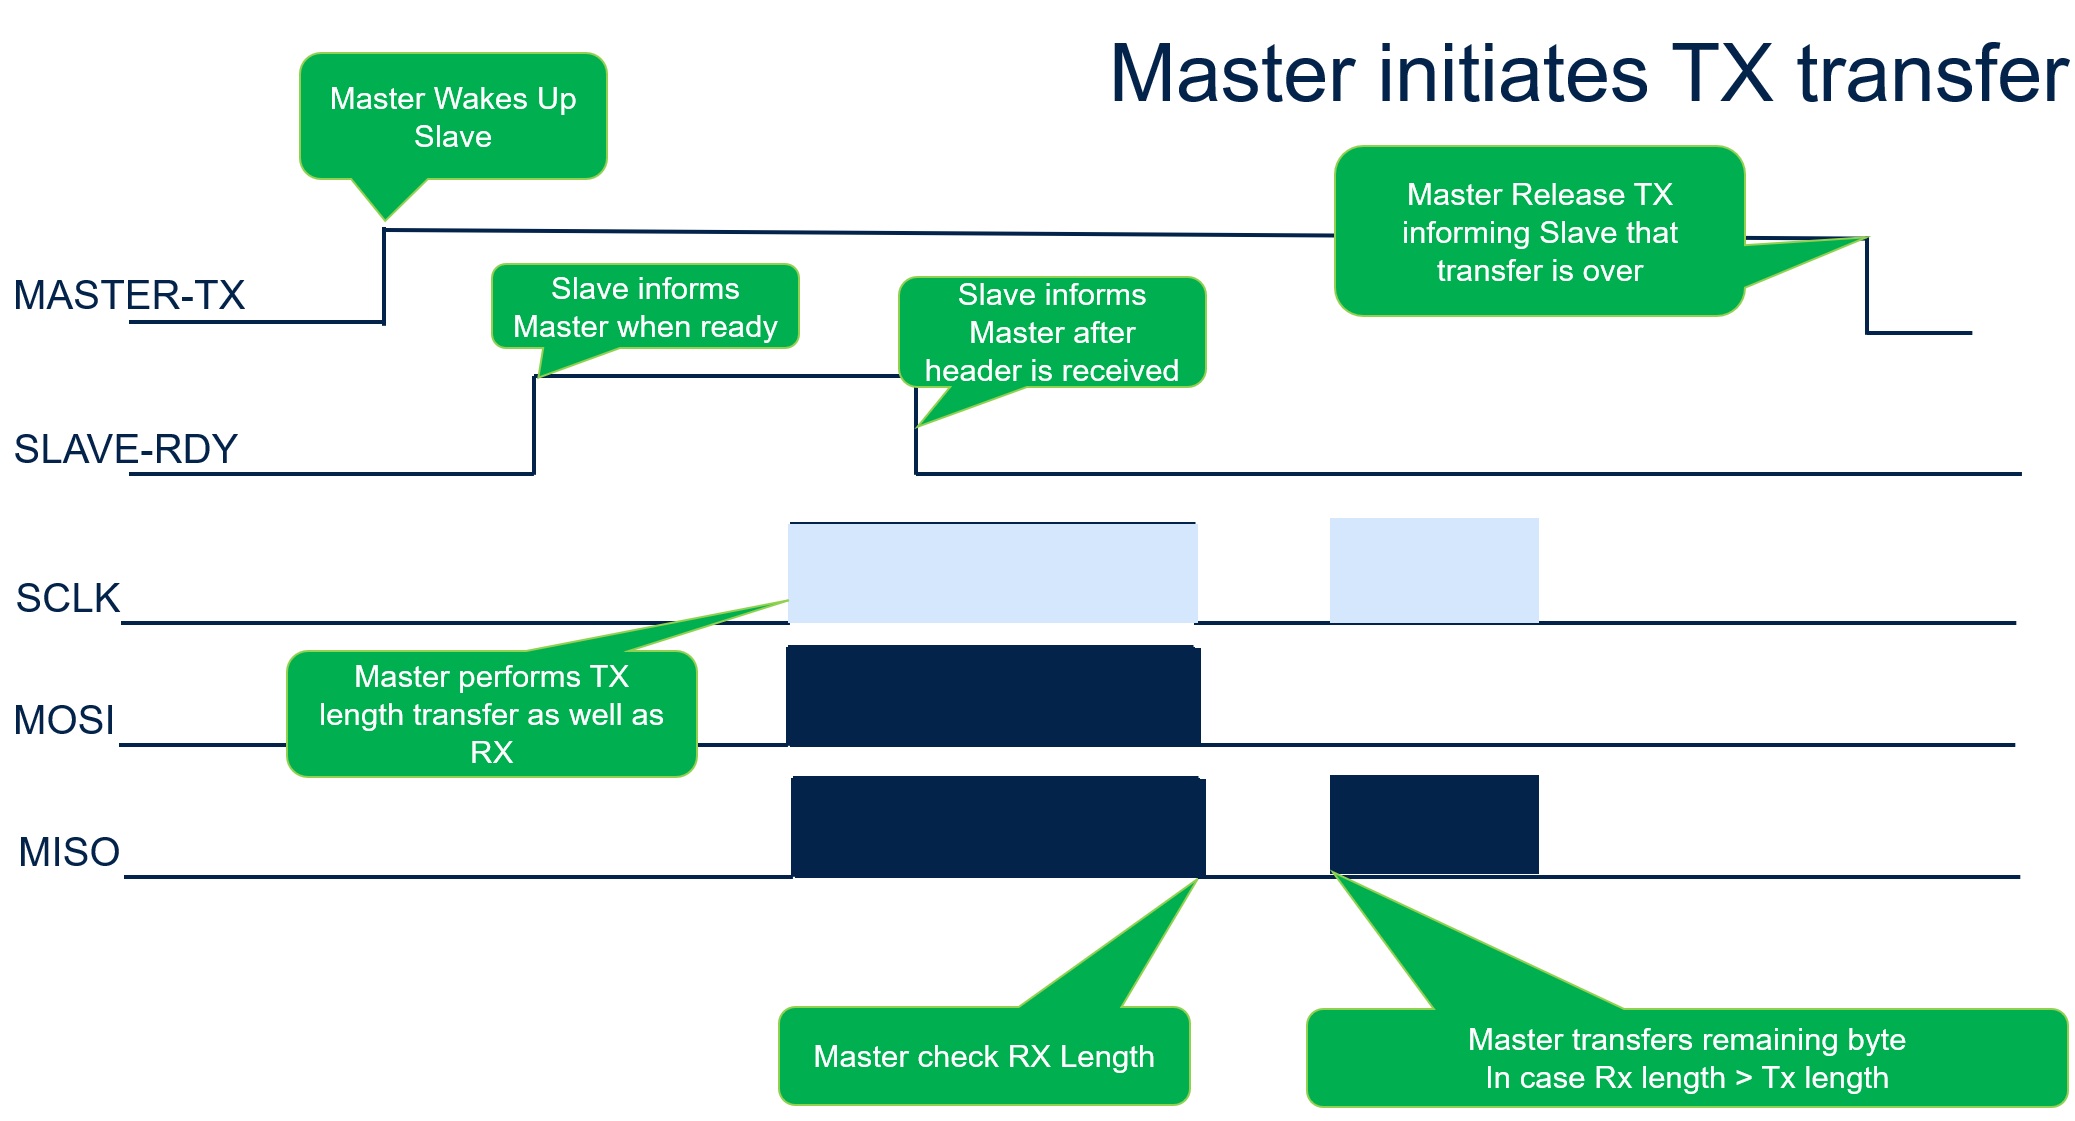 Master initiates TX transfer
Master Wakes Up
Slave
Master Release TX
informing Slave that
transfer is over
MASTER-TX
Slave informs
Master when ready
Slave informs
Master after
header is received
SLAVE-RDY
SCLK
Master performs TX
length transfer as well as
RX
MOSI
MISO
Master check RX Length
Master transfers remaining byte
In case Rx length > Tx length